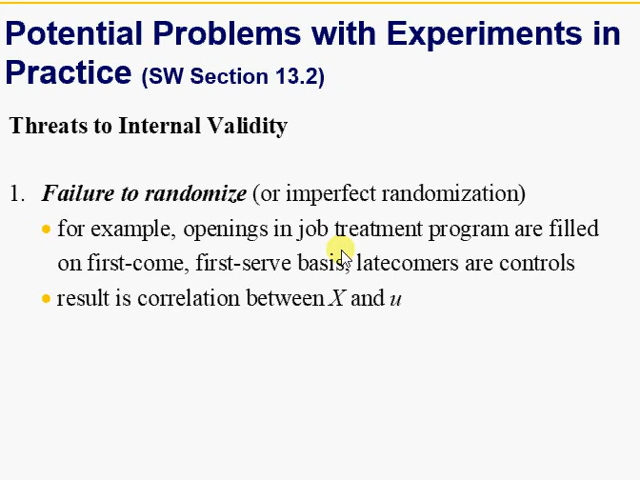 Potential Problems with Experiments in
Practice (SW Section 13.2)
Threats to Internal Validity
1. Failure to randomize (or imperfect randomization)
• for example, openings in job treatment program are filled
on first-come, first-serve basis; latecomers are controls
• result is correlation between X and u